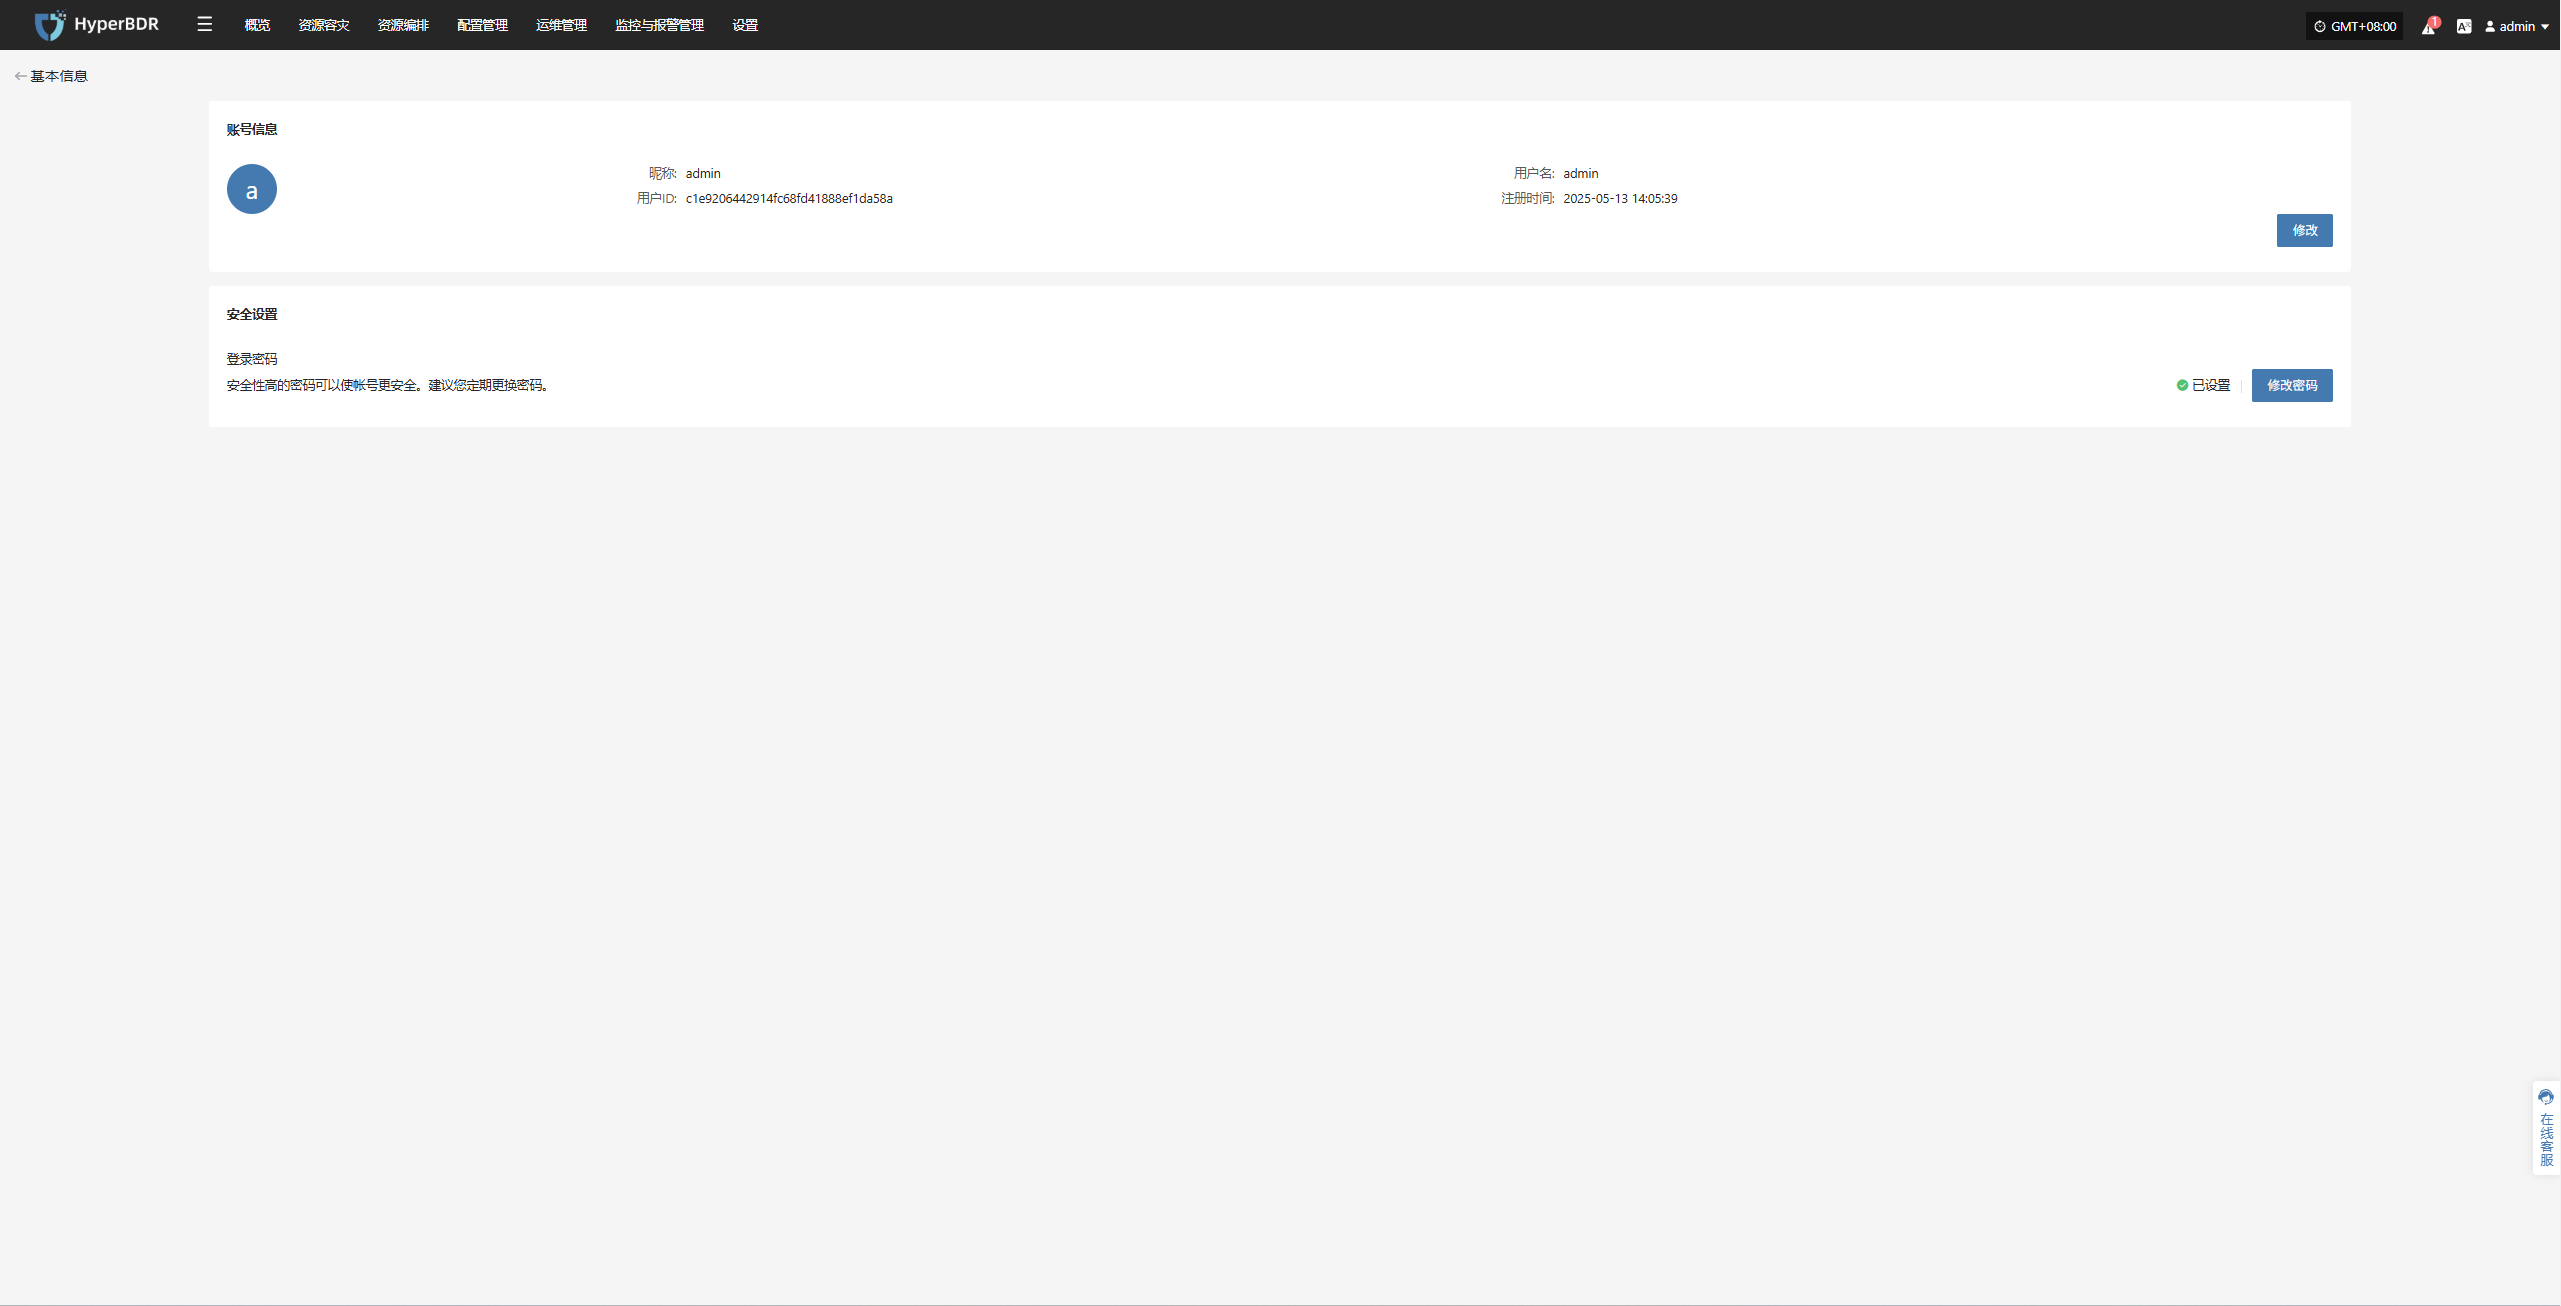 HyperBDR 概览 资源容灾 资源编排 配置管理 运维管理 监控与报警管理 设置 GMT+08:00 1 A admin
基本信息
账号信息
a
昵称: admin 用户名: admin
用户ID: c1e9206442914fc68fd41888ef1da58a 注册时间: 2025-05-13 14:05:39
修改
安全设置
登录密码
安全性高的密码可以使帐号更安全。建议您定期更换密码。 已设置 修改密码
在线客服